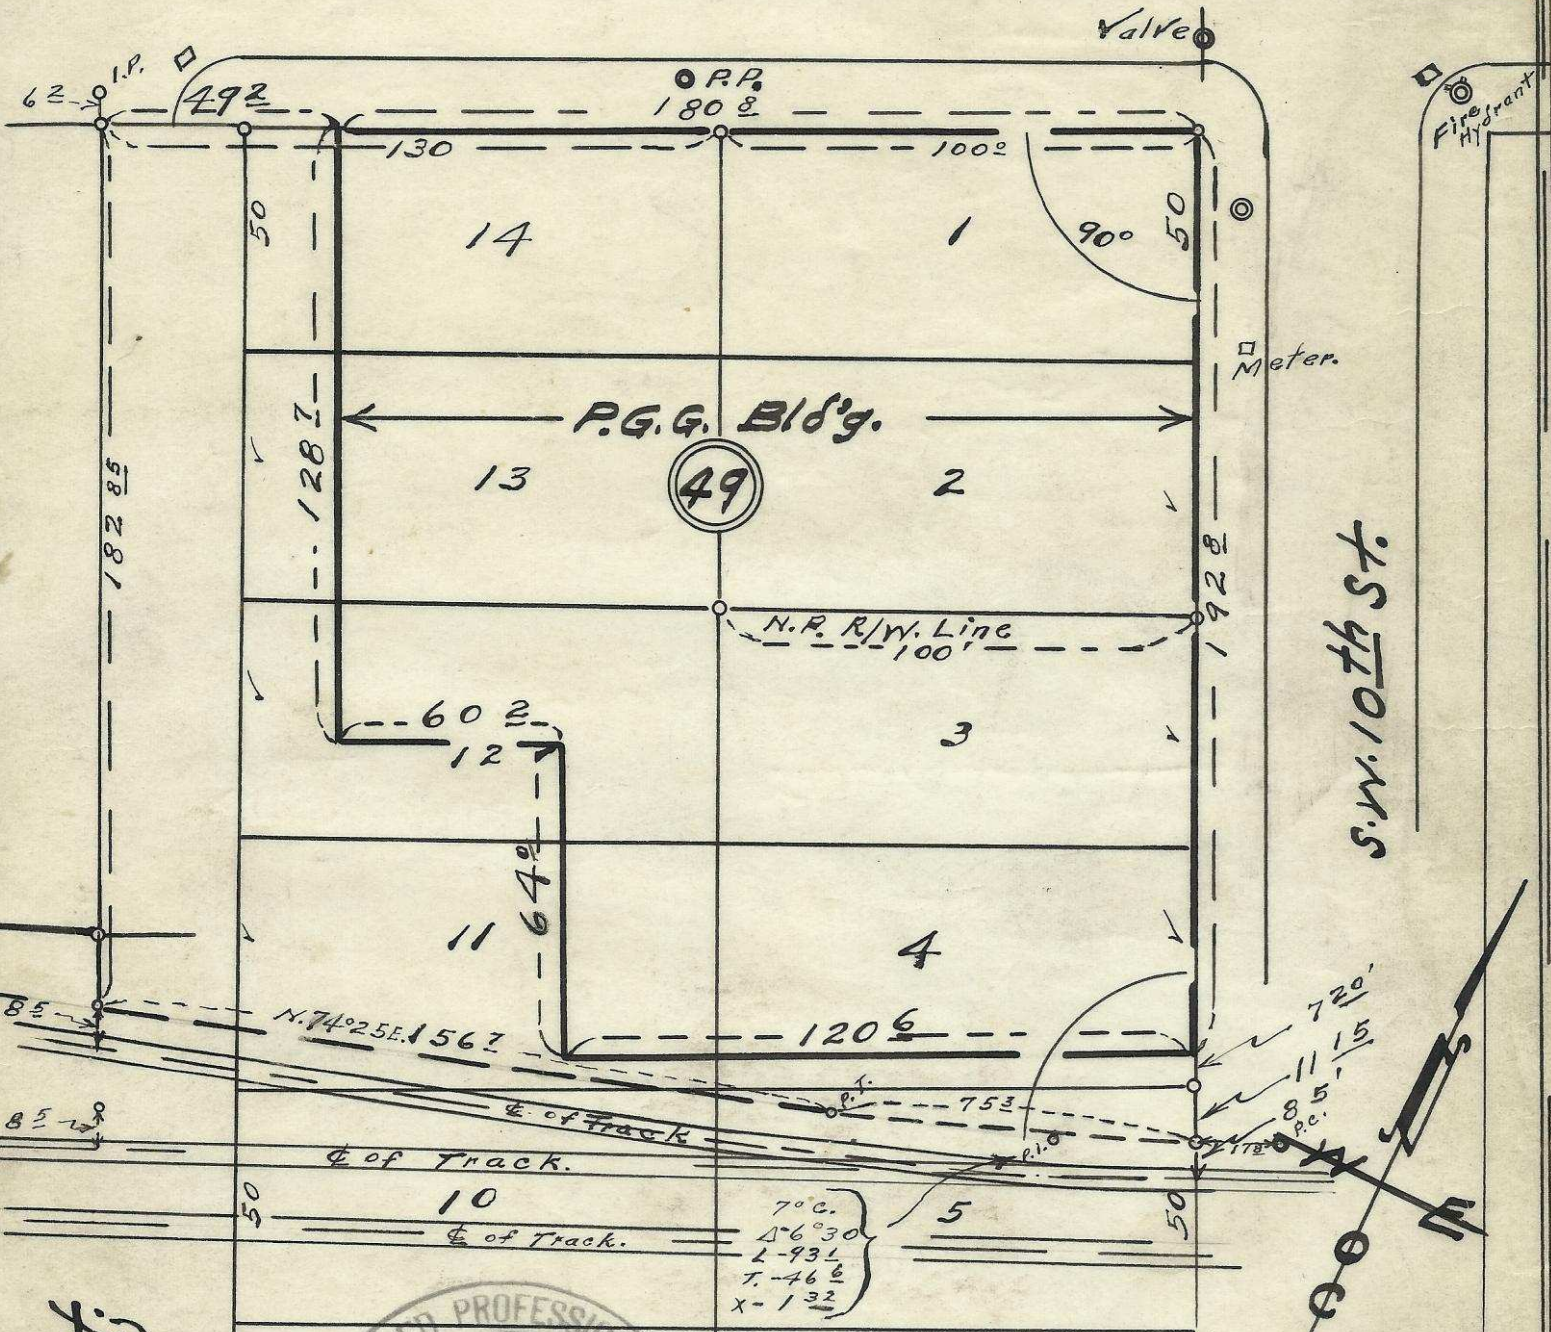 Valve
I.P.
6 2
49 2
P.P.
180 8
Fire
Hydrant
130
100 0
50
14
1
90°
50
Meter.
P.G.G. Bld'g.
128 7
182 85
13
49
2
192 8
S.W. 10th St.
N.P. R/W. Line
100'
60 2
12
3
64 0
11
4
8 5
N.74°25E.
156 7
120 6
7 20'
11 15
8 5'
P.T.
75 3
P.C.
P.I.
17 8
8 5
℄ of Track
℄ of Track.
50
10
5
50
℄ of Track.
7° C.
Δ-6°30
L-93 1
T.-46 6
X-1 32
S
N
E
PROFESSI